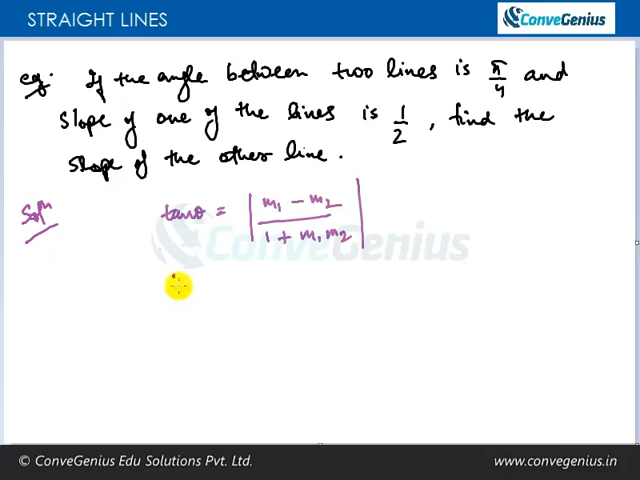 STRAIGHT LINES
ConveGenius
eg: If the angle between two lines is π/4 and
slope of one of the lines is 1/2, find the
slope of the other line.
Solⁿ tanθ = | (m₁ - m₂) / (1 + m₁m₂) |
ConveGenius
© ConveGenius Edu Solutions Pvt. Ltd. www.convegenius.in